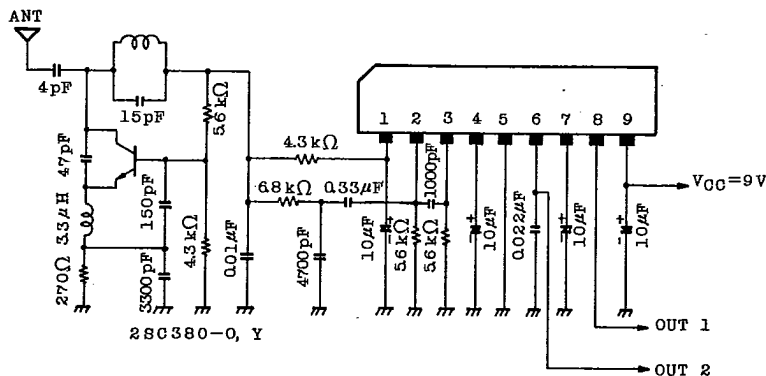 ANT
4pF
15pF
5.6kΩ
47pF
150pF
3.3μH
270Ω
3300pF
4.3kΩ
0.01μF
4.3kΩ
6.8kΩ
0.33μF
4700pF
1000pF
1 2 3 4 5 6 7 8 9
10μF
5.6kΩ
5.6kΩ
10μF
0.022μF
10μF
10μF
VCC=9V
OUT 1
OUT 2
2SC380-O, Y